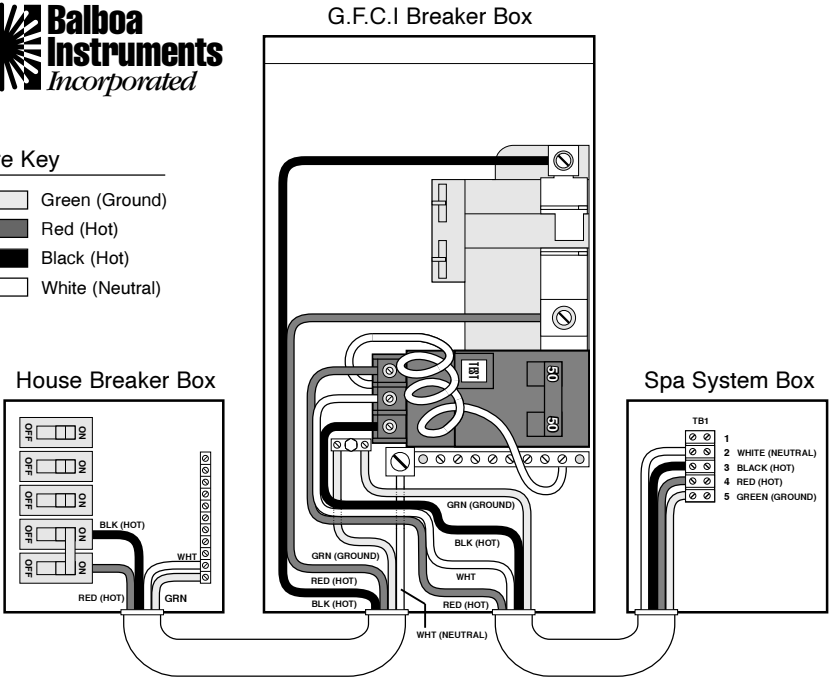 Balboa
Instruments
Incorporated
G.F.C.I Breaker Box
e Key
Green (Ground)
Red (Hot)
Black (Hot)
White (Neutral)
House Breaker Box
OFF ON
OFF ON
OFF ON
OFF ON
OFF ON
BLK (HOT)
WHT
RED (HOT)
GRN
TEST
50
50
GRN (GROUND)
BLK (HOT)
GRN (GROUND)
WHT
RED (HOT)
RED (HOT)
BLK (HOT)
WHT (NEUTRAL)
Spa System Box
TB1
1
2 WHITE (NEUTRAL)
3 BLACK (HOT)
4 RED (HOT)
5 GREEN (GROUND)